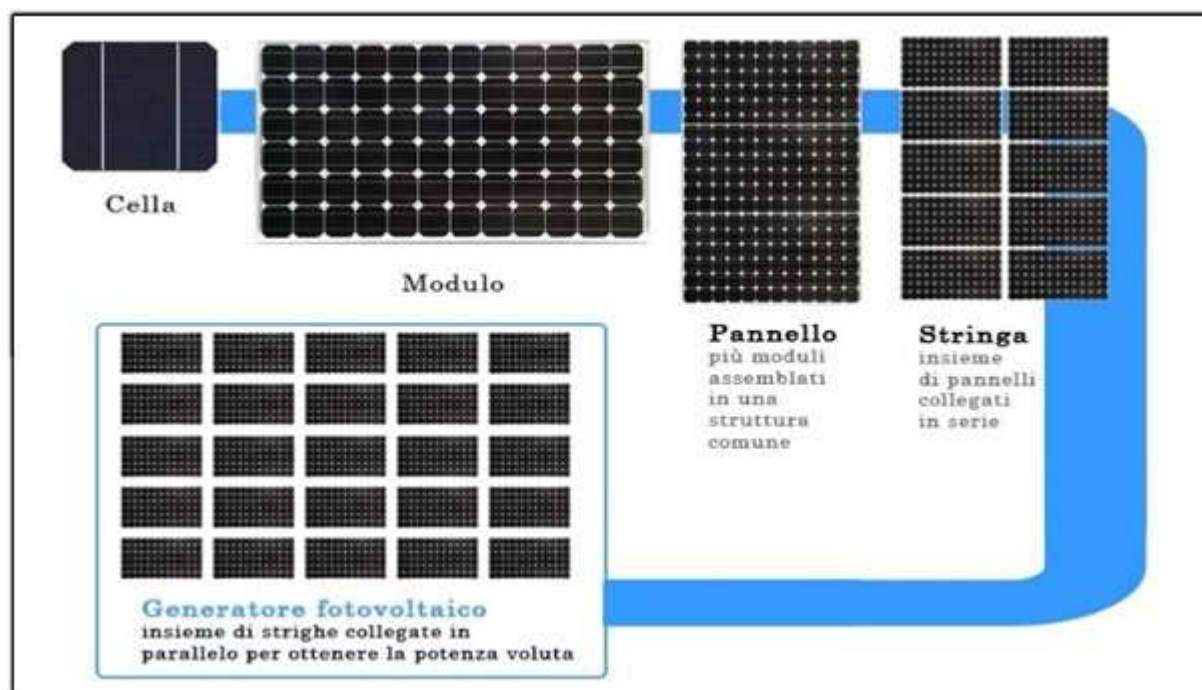 Cella
Modulo
Pannello
più moduli
assemblati
in una
struttura
comune
Stringa
insieme
di pannelli
collegati
in serie
Generatore fotovoltaico
insieme di strighe collegate in
parallelo per ottenere la potenza voluta